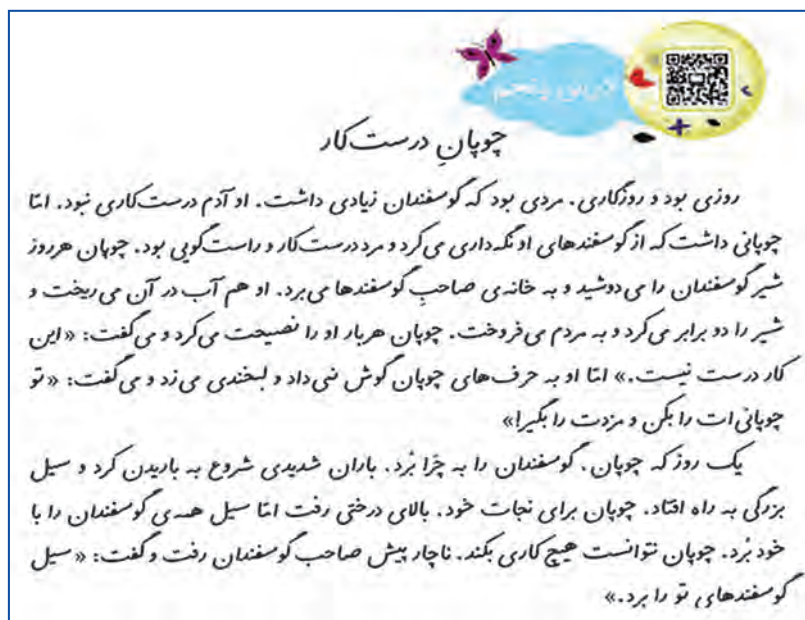 درس پنجم
چوپانِ درست‌کار
روزی بود و روزگاری. مردی بود که گوسفندان زیادی داشت. او آدم درست‌کاری نبود. امّا
چوپانی داشت که از گوسفندهای او نگه‌داری می‌کرد و مرد درست‌کار و راست‌گویی بود. چوپان هرروز
شیر گوسفندان را می‌دوشید و به خانه‌ی صاحبِ گوسفندها می‌برد. او هم آب در آن می‌ریخت و
شیر را دو برابر می‌کرد و به مردم می‌فروخت. چوپان هربار او را نصیحت می‌کرد و می‌گفت: «این
کار درست نیست.» امّا او به حرف‌های چوپان گوش نمی‌داد و لبخندی می‌زد و می‌گفت: «تو
چوپانی‌ات را بکن و مزدت را بگیر!»
یک روز که چوپان، گوسفندان را به چَرا بُرد. باران شدیدی شروع به باریدن کرد و سیل
بزرگی به راه افتاد. چوپان برای نجات خود، بالای درختی رفت امّا سیل همه‌ی گوسفندان را با
خود بُرد. چوپان نتوانست هیچ کاری بکند. ناچار پیش صاحب گوسفندان رفت و گفت: «سیل
گوسفندهای تو را برد.»